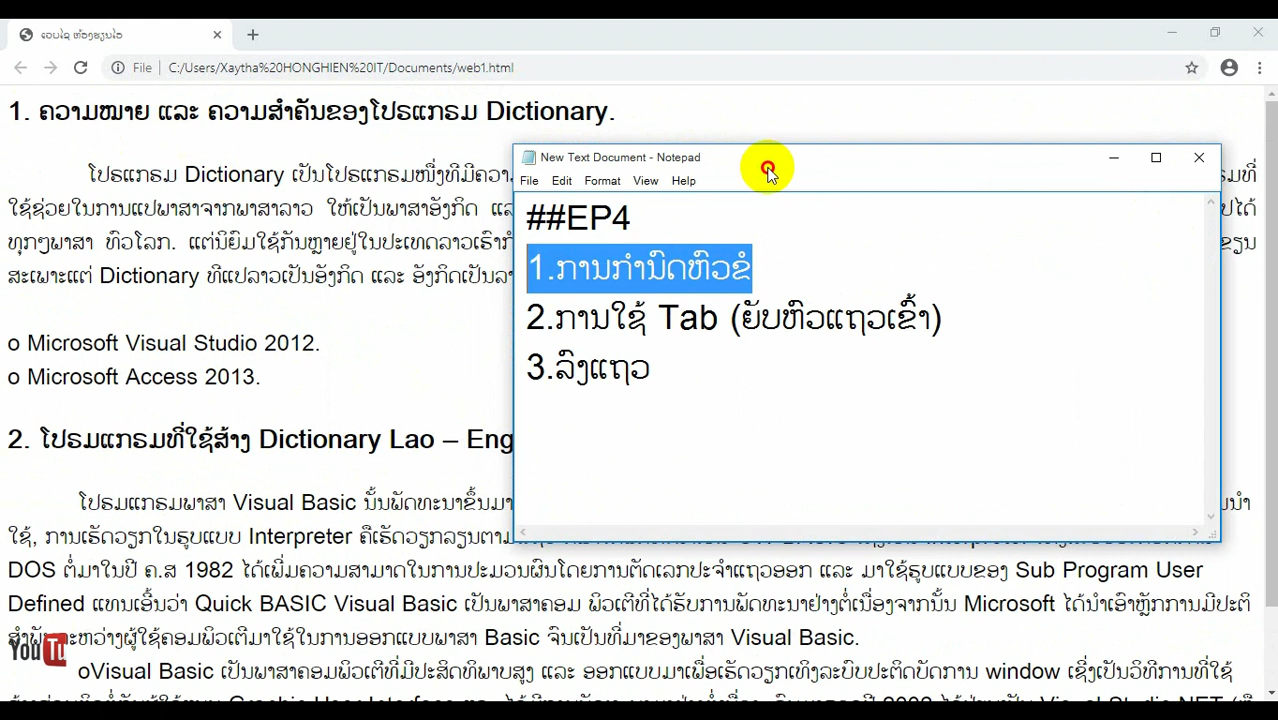 ເວບໄຊ ຫ້ອງຮຽນໄອ
File C:/Users/Xaytha%20HONGHIEN%20IT/Documents/web1.html
1. ຄວາມໝາຍ ແລະ ຄວາມສຳຄັນຂອງໂປຣແກຣມ Dictionary.
ໂປຣແກຣມ Dictionary ເປັນໂປຣແກຣມໜຶ່ງທີ່ມີຄວາມ
ໃຊ້ຊ່ວຍໃນການແປພາສາຈາກພາສາລາວ ໃຫ້ເປັນພາສາອັງກິດ ແລ
ທຸກໆພາສາ ທົ່ວໂລກ. ແຕ່ນິຍົມໃຊ້ກັນຫຼາຍຢູ່ໃນປະເທດລາວເຮົາກໍ
ສະເພາະແຕ່ Dictionary ທີ່ແປລາວເປັນອັງກິດ ແລະ ອັງກິດເປັນລາ
o Microsoft Visual Studio 2012.
o Microsoft Access 2013.
2. ໂປຣມແກຣມທີ່ໃຊ້ສ້າງ Dictionary Lao – Eng
ໂປຣມແກຣມພາສາ Visual Basic ນັ້ນພັດທະນາຂຶ້ນມາ
ໃຊ້, ການເຮັດວຽກໃນຮູບແບບ Interpreter ຄືເຮັດວຽກລຽນຕາມ
DOS ຕໍ່ມາໃນປີ ຄ.ສ 1982 ໄດ້ເພີ່ມຄວາມສາມາດໃນການປະມວນຜົນໂດຍການຕັດເລກປະຈຳແຖວອອກ ແລະ ມາໃຊ້ຮູບແບບຂອງ Sub Program User
Defined ແທນເອີ້ນວ່າ Quick BASIC Visual Basic ເປັນພາສາຄອມ ພິວເຕີທີ່ໄດ້ຮັບການພັດທະນາຢ່າງຕໍ່ເນື່ອງຈາກນັ້ນ Microsoft ໄດ້ນຳເອົາຫຼັກການມີປະຕິ
ສຳພັນລະຫວ່າງຜູ້ໃຊ້ຄອມພິວເຕີມາໃຊ້ໃນການອອກແບບພາສາ Basic ຈົນເປັນທີ່ມາຂອງພາສາ Visual Basic.
oVisual Basic ເປັນພາສາຄອມພິວເຕີທີ່ມີປະສິດທິພາບສູງ ແລະ ອອກແບບມາເພື່ອເຮັດວຽກເທິງລະບົບປະຕິດບັດການ window ເຊິ່ງເປັນວິທີການທີ່ໃຊ້
New Text Document - Notepad
File Edit Format View Help
##EP4
1.ການກຳນົດຫົວຂໍ
2.ການໃຊ້ Tab (ຍັບຫົວແຖວເຂົ້າ)
3.ລົງແຖວ
YouTu